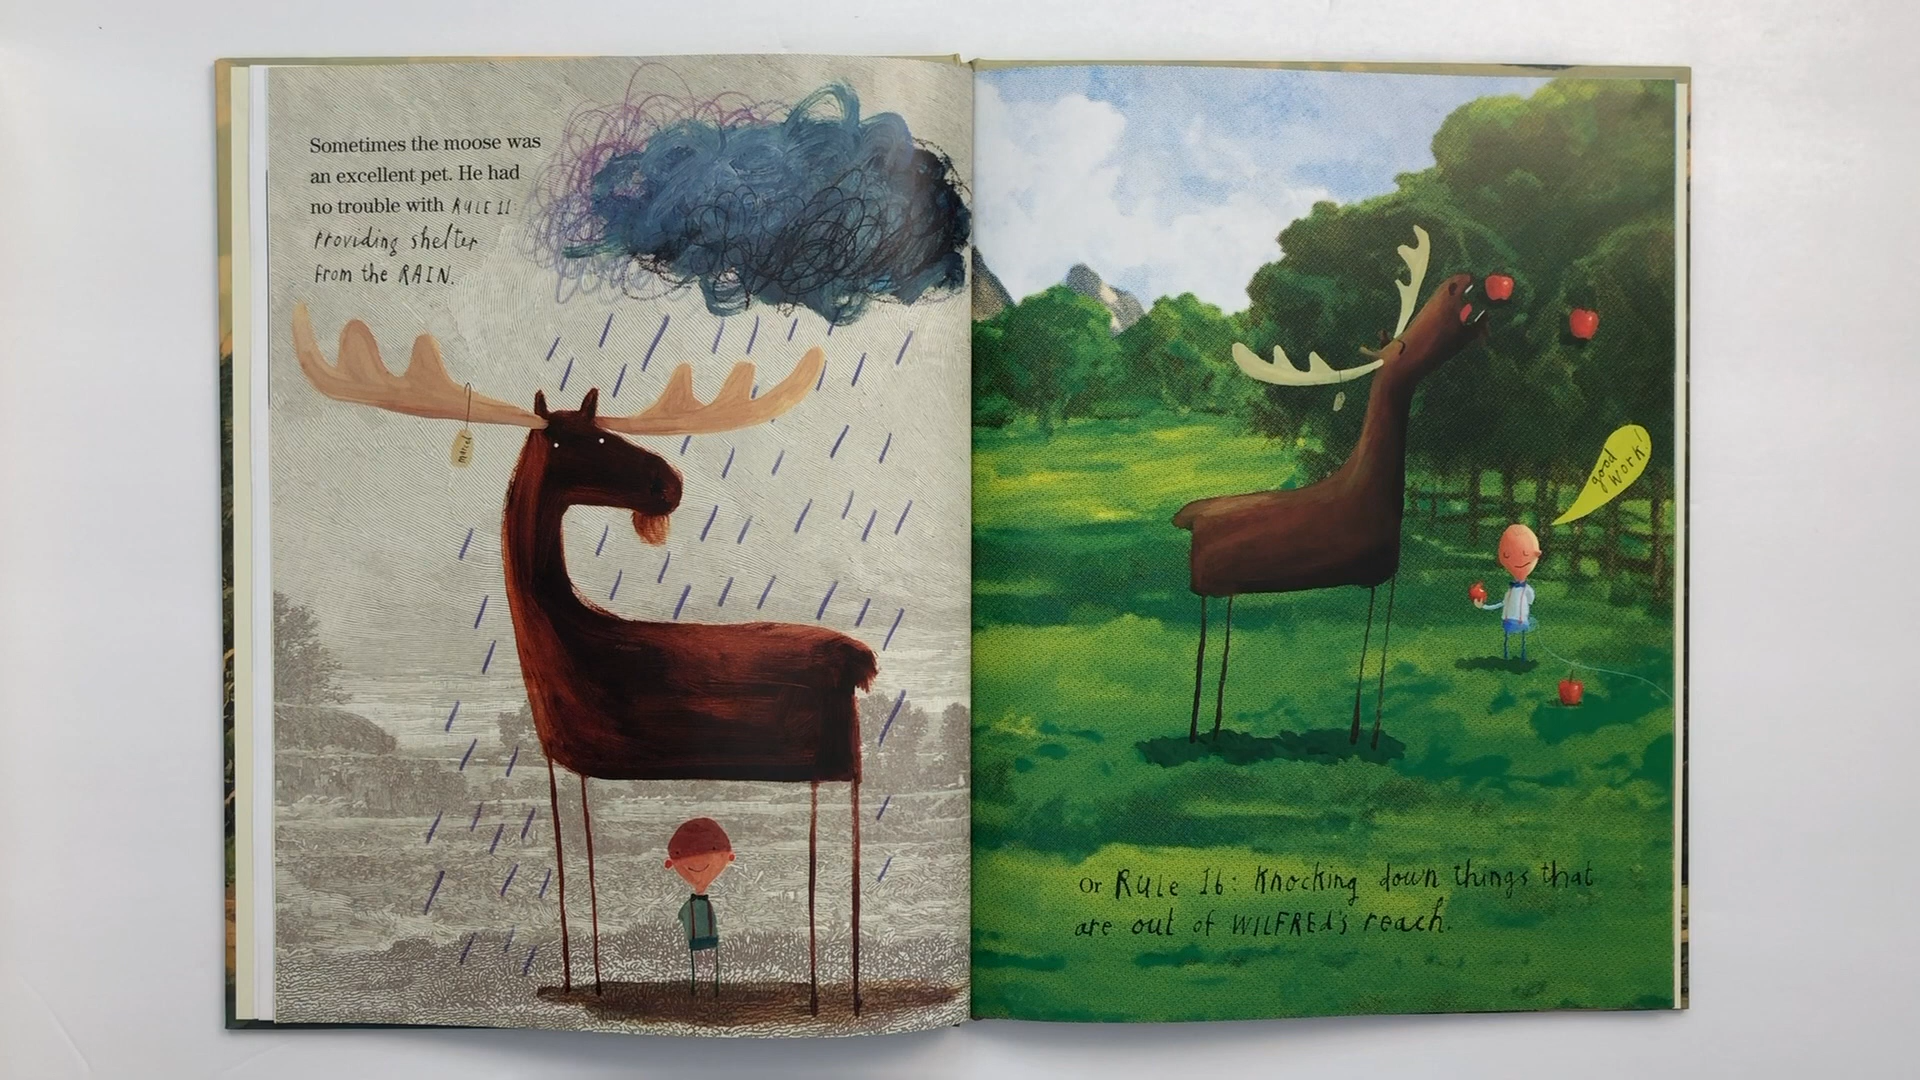 Sometimes the moose was
an excellent pet. He had
no trouble with RULE 11:
Providing shelter
from the RAIN.
marcel
good
work!
Or Rule 16: Knocking down things that
are out of WILFREd's reach.